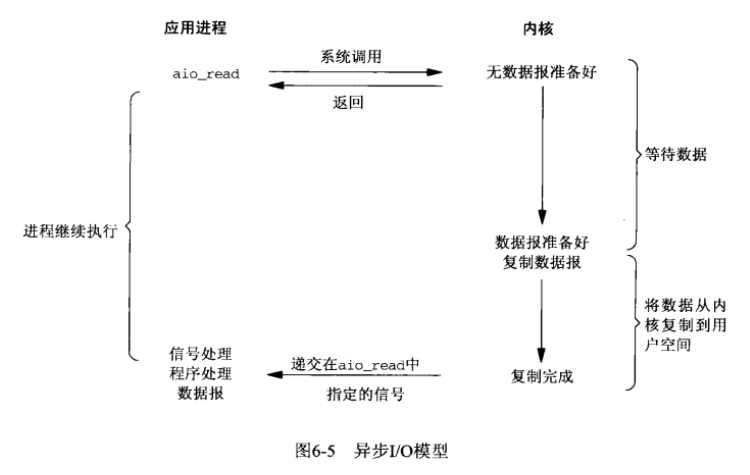 应用进程
内核
系统调用
aio_read
无数据报准备好
返回
等待数据
进程继续执行
数据报准备好
复制数据报
将数据从内
核复制到用
户空间
信号处理
程序处理
数据报
递交在aio_read中
指定的信号
复制完成
图6-5 异步I/O模型